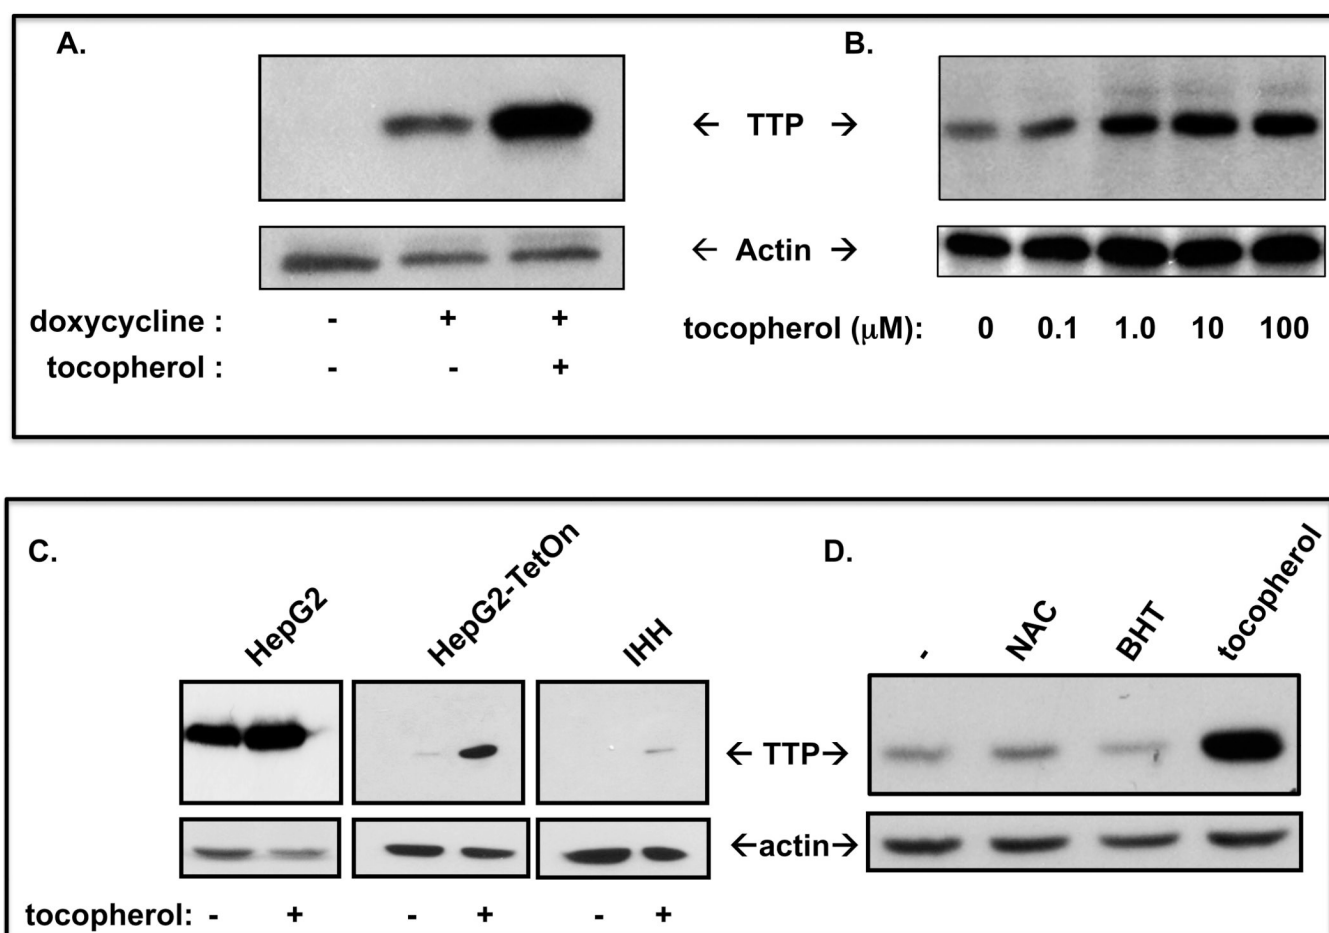 A.
B.
← TTP →
← Actin →
doxycycline : - + +
tocopherol : - - +
tocopherol (μM): 0 0.1 1.0 10 100
C.
D.
HepG2
HepG2-TetOn
IHH
-
NAC
BHT
tocopherol
← TTP→
←actin→
tocopherol: - + - + - +